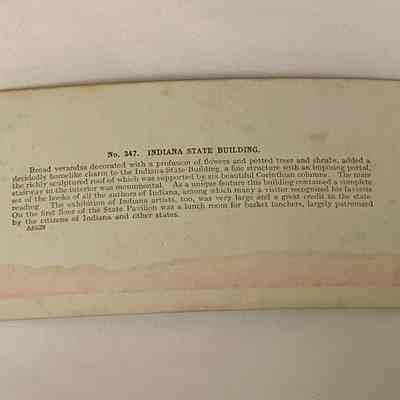 No. 347. INDIANA STATE BUILDING.
Broad verandas decorated with a profusion of flowers and potted trees and shrubs, added a
decidedly homelike charm to the Indiana State Building, a fine structure with an imposing portal,
the richly sculptured roof of which was supported by six beautiful Corinthian columns. The main
stairway in the interior was monumental. As a unique feature this building contained a complete
set of the books of all the authors of Indiana, among which many a visitor recognized his favorite
reading. The exhibition of Indiana artists, too, was very large and a great credit to the state.
On the first floor of the State Pavilion was a lunch room for basket lunchers, largely patronized
by the citizens of Indiana and other states.